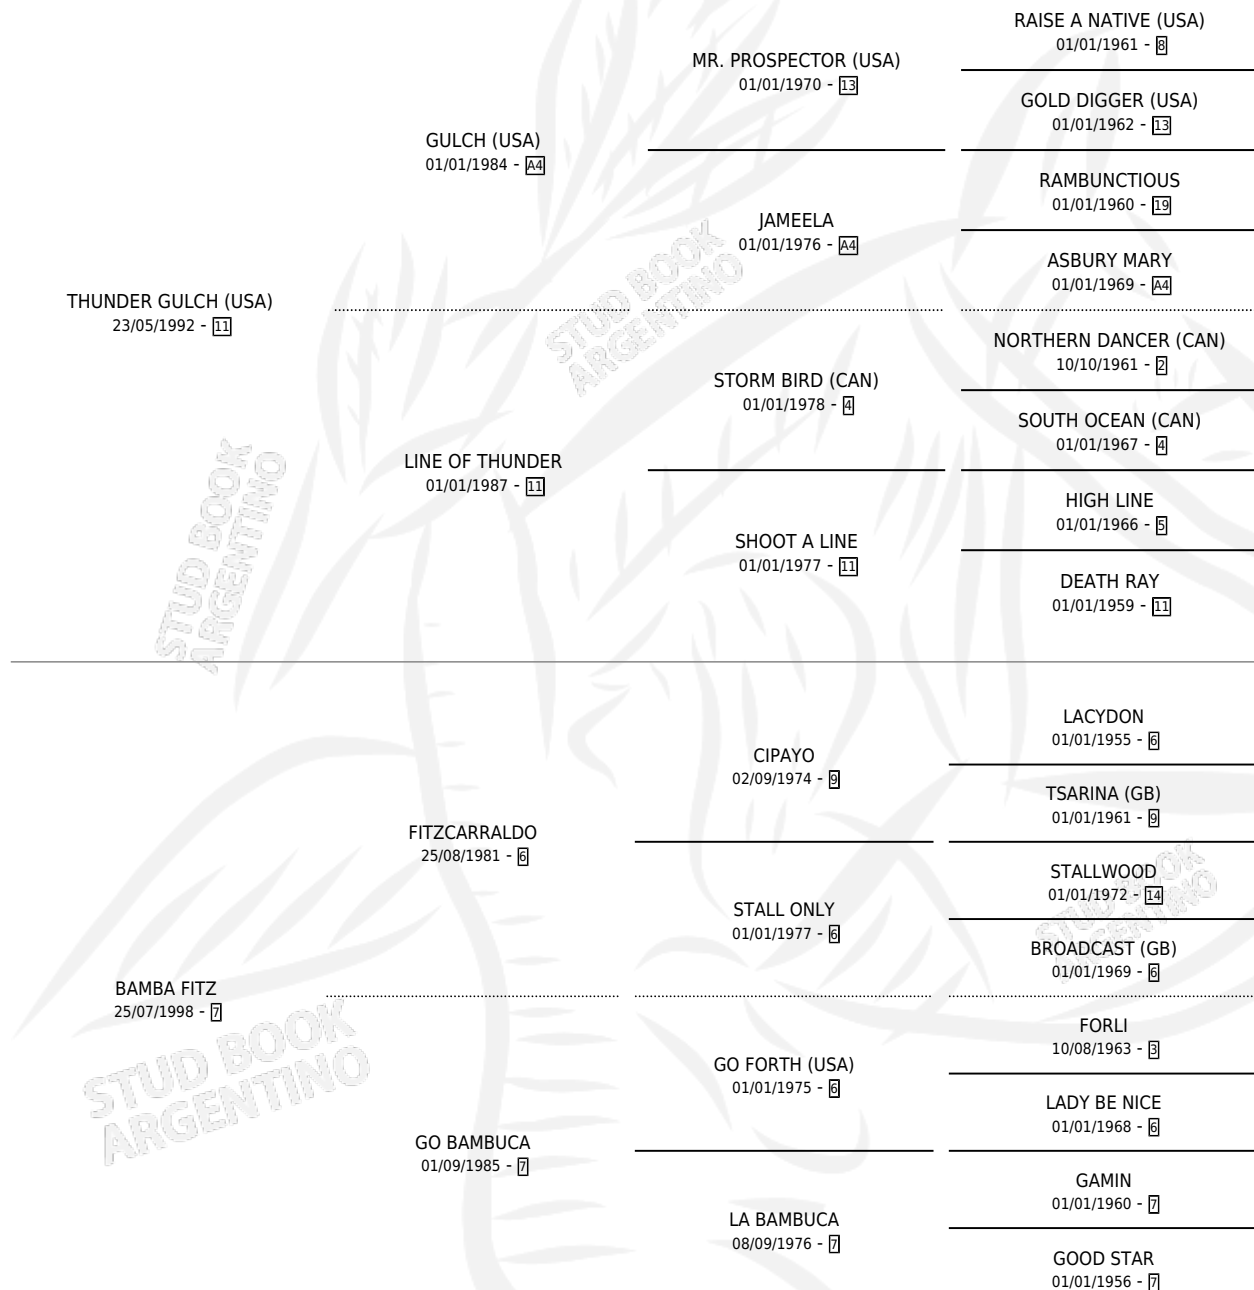 RAISE A NATIVE (USA)
01/01/1961 - 8
MR. PROSPECTOR (USA)
01/01/1970 - 13
GOLD DIGGER (USA)
01/01/1962 - 13
GULCH (USA)
01/01/1984 - A4
RAMBUNCTIOUS
01/01/1960 - 19
JAMEELA
01/01/1976 - A4
ASBURY MARY
01/01/1969 - A4
THUNDER GULCH (USA)
23/05/1992 - 11
NORTHERN DANCER (CAN)
10/10/1961 - 2
STORM BIRD (CAN)
01/01/1978 - 4
SOUTH OCEAN (CAN)
01/01/1967 - 4
LINE OF THUNDER
01/01/1987 - 11
HIGH LINE
01/01/1966 - 5
SHOOT A LINE
01/01/1977 - 11
DEATH RAY
01/01/1959 - 11
LACYDON
01/01/1955 - 6
CIPAYO
02/09/1974 - 9
TSARINA (GB)
01/01/1961 - 9
FITZCARRALDO
25/08/1981 - 6
STALLWOOD
01/01/1972 - 14
STALL ONLY
01/01/1977 - 6
BROADCAST (GB)
01/01/1969 - 6
BAMBA FITZ
25/07/1998 - 7
FORLI
10/08/1963 - 3
GO FORTH (USA)
01/01/1975 - 6
LADY BE NICE
01/01/1968 - 6
GO BAMBUCA
01/09/1985 - 7
GAMIN
01/01/1960 - 7
LA BAMBUCA
08/09/1976 - 7
GOOD STAR
01/01/1956 - 7
STUD BOOK
ARGENTINO
STUD BOOK
ARGENTINO
STUD BOOK
ARGENTINO
STUD BOOK
ARGENTINO